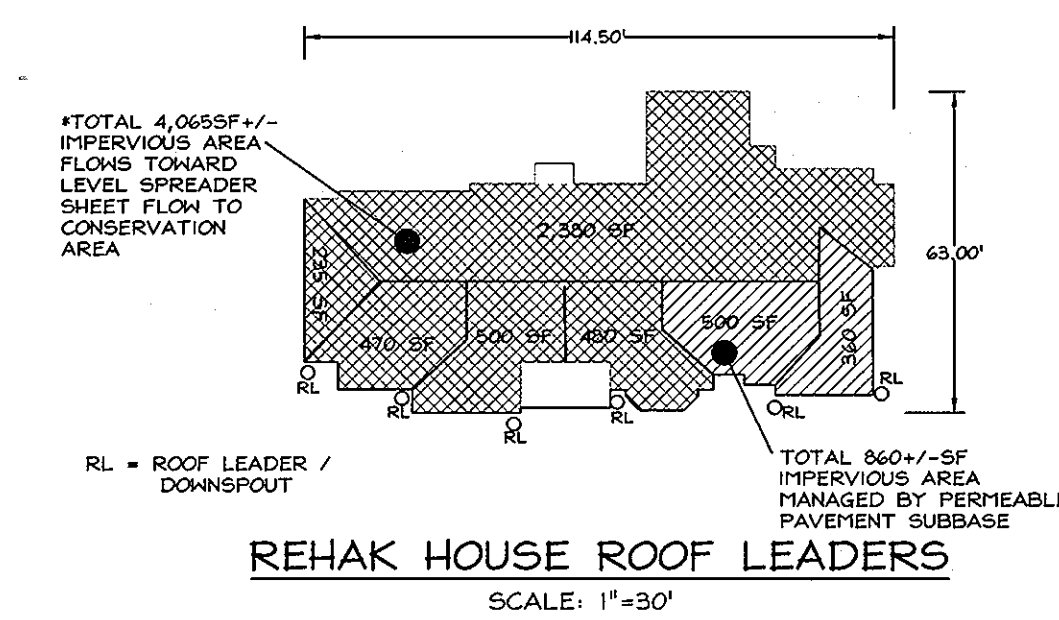 114.50'
*TOTAL 4,065SF+/-
IMPERVIOUS AREA
FLOWS TOWARD
LEVEL SPREADER
SHEET FLOW TO
CONSERVATION
AREA
2,380 SF
63.00'
235 SF
470 SF
500 SF
480 SF
500 SF
360 SF
RL
RL
RL
RL
RL
RL
RL = ROOF LEADER /
DOWNSPOUT
TOTAL 860+/-SF
IMPERVIOUS AREA
MANAGED BY PERMEABLE
PAVEMENT SUBBASE
REHAK HOUSE ROOF LEADERS
SCALE: 1"=30'